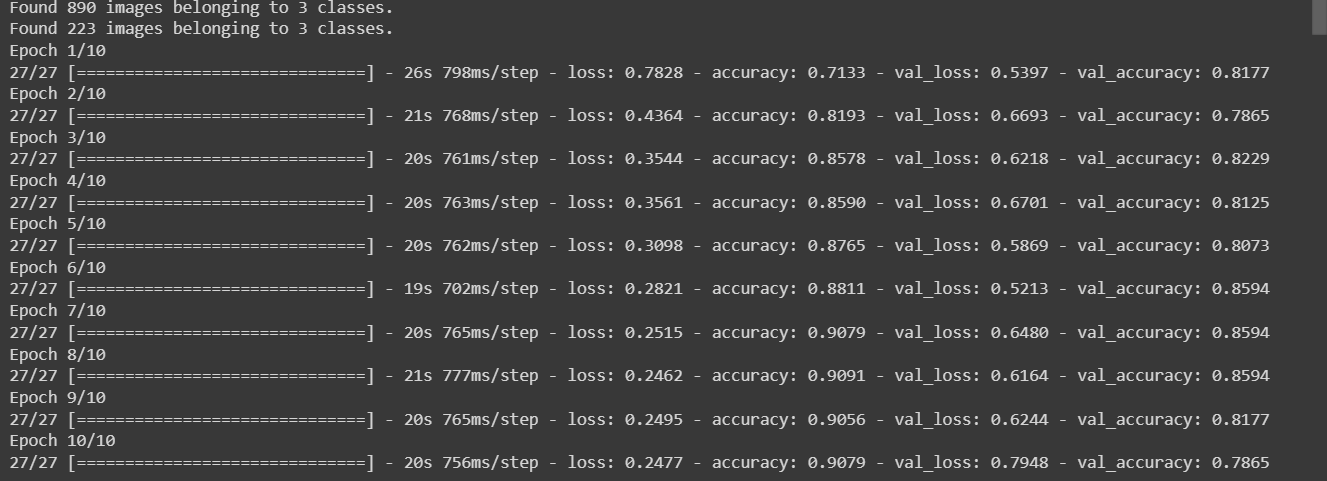 Found 890 images belonging to 3 classes.
Found 223 images belonging to 3 classes.
Epoch 1/10
27/27 [==============================] - 26s 798ms/step - loss: 0.7828 - accuracy: 0.7133 - val_loss: 0.5397 - val_accuracy: 0.8177
Epoch 2/10
27/27 [==============================] - 21s 768ms/step - loss: 0.4364 - accuracy: 0.8193 - val_loss: 0.6693 - val_accuracy: 0.7865
Epoch 3/10
27/27 [==============================] - 20s 761ms/step - loss: 0.3544 - accuracy: 0.8578 - val_loss: 0.6218 - val_accuracy: 0.8229
Epoch 4/10
27/27 [==============================] - 20s 763ms/step - loss: 0.3561 - accuracy: 0.8590 - val_loss: 0.6701 - val_accuracy: 0.8125
Epoch 5/10
27/27 [==============================] - 20s 762ms/step - loss: 0.3098 - accuracy: 0.8765 - val_loss: 0.5869 - val_accuracy: 0.8073
Epoch 6/10
27/27 [==============================] - 19s 702ms/step - loss: 0.2821 - accuracy: 0.8811 - val_loss: 0.5213 - val_accuracy: 0.8594
Epoch 7/10
27/27 [==============================] - 20s 765ms/step - loss: 0.2515 - accuracy: 0.9079 - val_loss: 0.6480 - val_accuracy: 0.8594
Epoch 8/10
27/27 [==============================] - 21s 777ms/step - loss: 0.2462 - accuracy: 0.9091 - val_loss: 0.6164 - val_accuracy: 0.8594
Epoch 9/10
27/27 [==============================] - 20s 765ms/step - loss: 0.2495 - accuracy: 0.9056 - val_loss: 0.6244 - val_accuracy: 0.8177
Epoch 10/10
27/27 [==============================] - 20s 756ms/step - loss: 0.2477 - accuracy: 0.9079 - val_loss: 0.7948 - val_accuracy: 0.7865